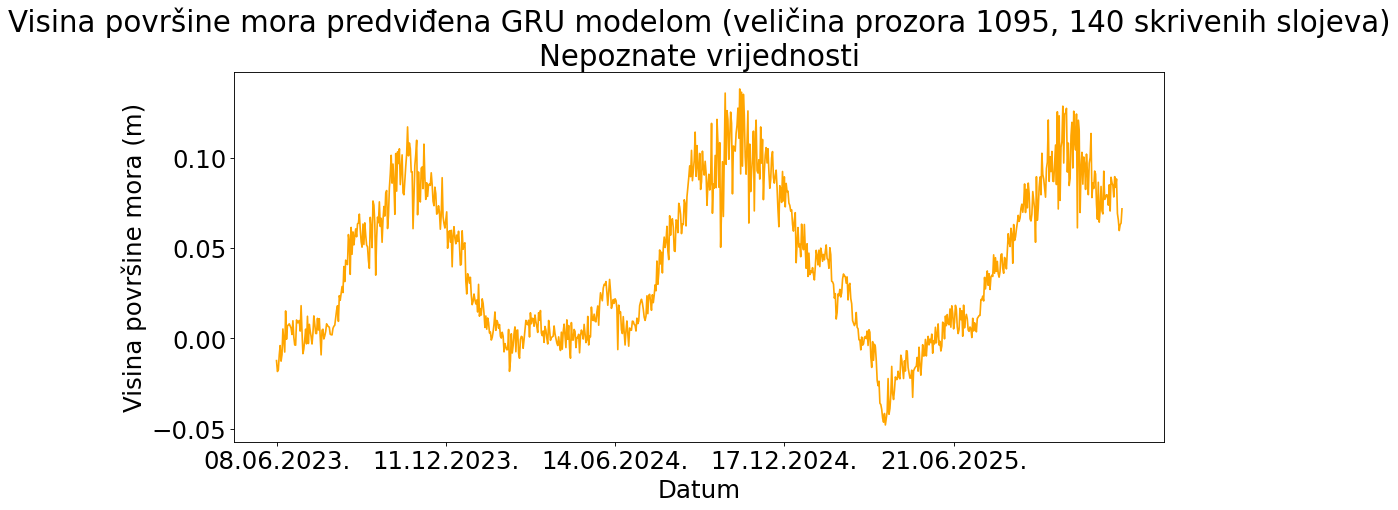 Visina površine mora predviđena GRU modelom (veličina prozora 1095, 140 skrivenih slojeva)
Nepoznate vrijednosti
Visina površine mora (m)
0.10
0.05
0.00
−0.05
08.06.2023. 11.12.2023. 14.06.2024. 17.12.2024. 21.06.2025.
Datum